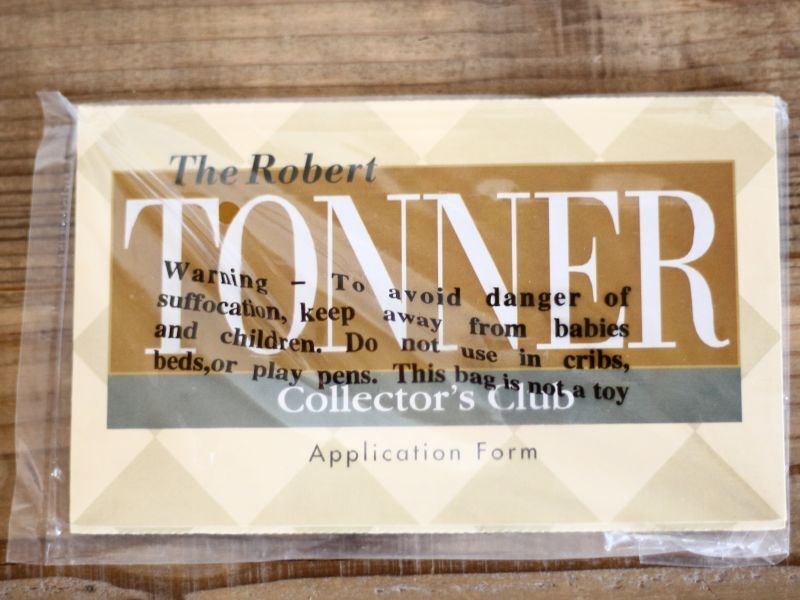 The Robert
TONNER
Warning - To avoid danger of
suffocation, keep away from babies
and children. Do not use in cribs,
beds,or play pens. This bag is not a toy
Collector's Club
Application Form